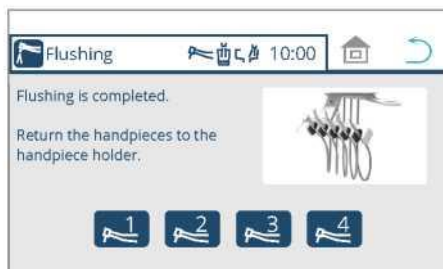 Flushing 10:00
Flushing is completed.
Return the handpieces to the
handpiece holder.
1 2 3 4